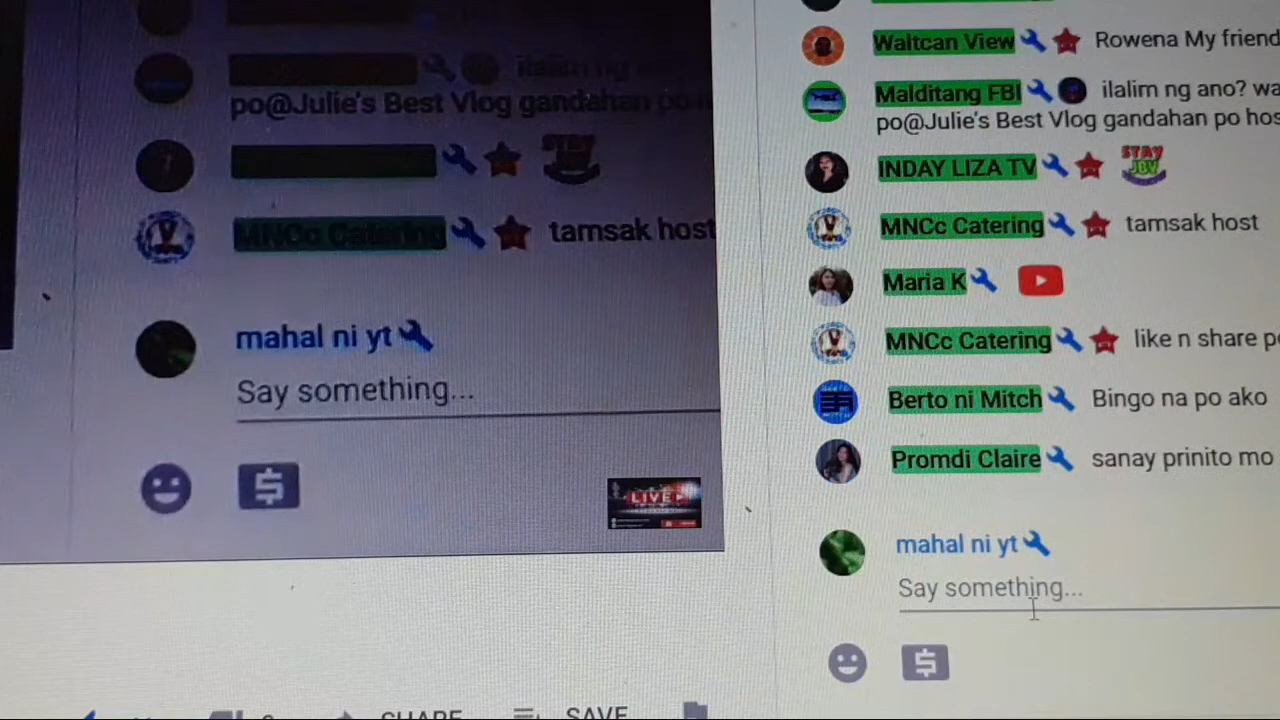 po@Julie's Best Vlog gandahan po
MNCc Catering tamsak host
mahal ni yt
Say something...
LIVE
Waltcan View Rowena My friend
Malditang FBI ilalim ng ano? wa
po@Julie's Best Vlog gandahan po hos
INDAY LIZA TV STAY JOY
MNCc Catering tamsak host
Maria K
MNCc Catering like n share p
Berto ni Mitch Bingo na po ako
Promdi Claire sanay prinito mo
mahal ni yt
Say something...
SHARE SAVE